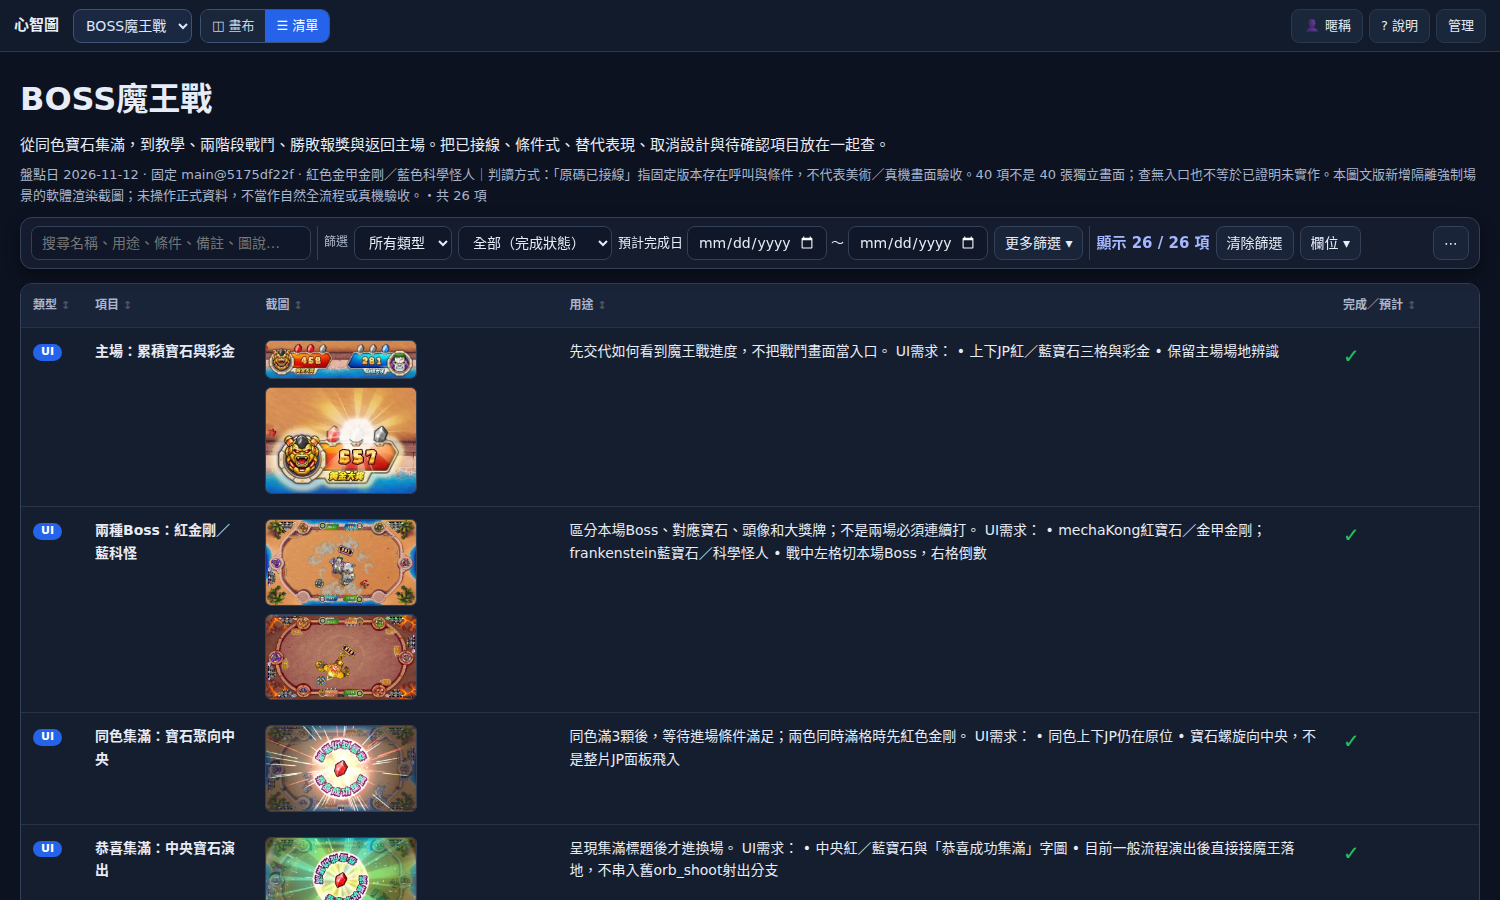 心智圖
BOSS魔王戰
畫布
清單
暱稱
? 說明
管理
BOSS魔王戰
從同色寶石集滿，到教學、兩階段戰鬥、勝敗報獎與返回主場。把已接線、條件式、替代表現、取消設計與待確認項目放在一起查。
盤點日 2026-11-12 · 固定 main@5175df22f · 紅色金甲金剛／藍色科學怪人｜判讀方式：「原碼已接線」指固定版本存在呼叫與條件，不代表美術／真機畫面驗收。40 項不是 40 張獨立畫面；查無入口也不等於已證明未實作。本圖文版新增隔離強制場
景的軟體渲染截圖；未操作正式資料，不當作自然全流程或真機驗收。・共 26 項
搜尋名稱、用途、條件、備註、圖說…
篩選
所有類型
全部（完成狀態）
預計完成日
mm/dd/yyyy
～
mm/dd/yyyy
更多篩選 ▾
顯示 26 / 26 項
清除篩選
欄位 ▾
…
類型 ↕
項目 ↕
截圖 ↕
用途 ↕
完成／預計 ↕
UI
主場：累積寶石與彩金
458
281
657
黃金大獎
先交代如何看到魔王戰進度，不把戰鬥畫面當入口。 UI需求： • 上下JP紅／藍寶石三格與彩金 • 保留主場場地辨識
✓
UI
兩種Boss：紅金剛／
藍科怪
區分本場Boss、對應寶石、頭像和大獎牌；不是兩場必須連續打。 UI需求： • mechaKong紅寶石／金甲金剛；
frankenstein藍寶石／科學怪人 • 戰中左格切本場Boss，右格倒數
✓
UI
同色集滿：寶石聚向中
央
同色滿3顆後，等待進場條件滿足；兩色同時滿格時先紅色金剛。 UI需求： • 同色上下JP仍在原位 • 寶石螺旋向中央，不
是整片JP面板飛入
✓
UI
恭喜集滿：中央寶石演
出
呈現集滿標題後才進換場。 UI需求： • 中央紅／藍寶石與「恭喜成功集滿」字圖 • 目前一般流程演出後直接接魔王落
地，不串入舊orb_shoot射出分支
✓